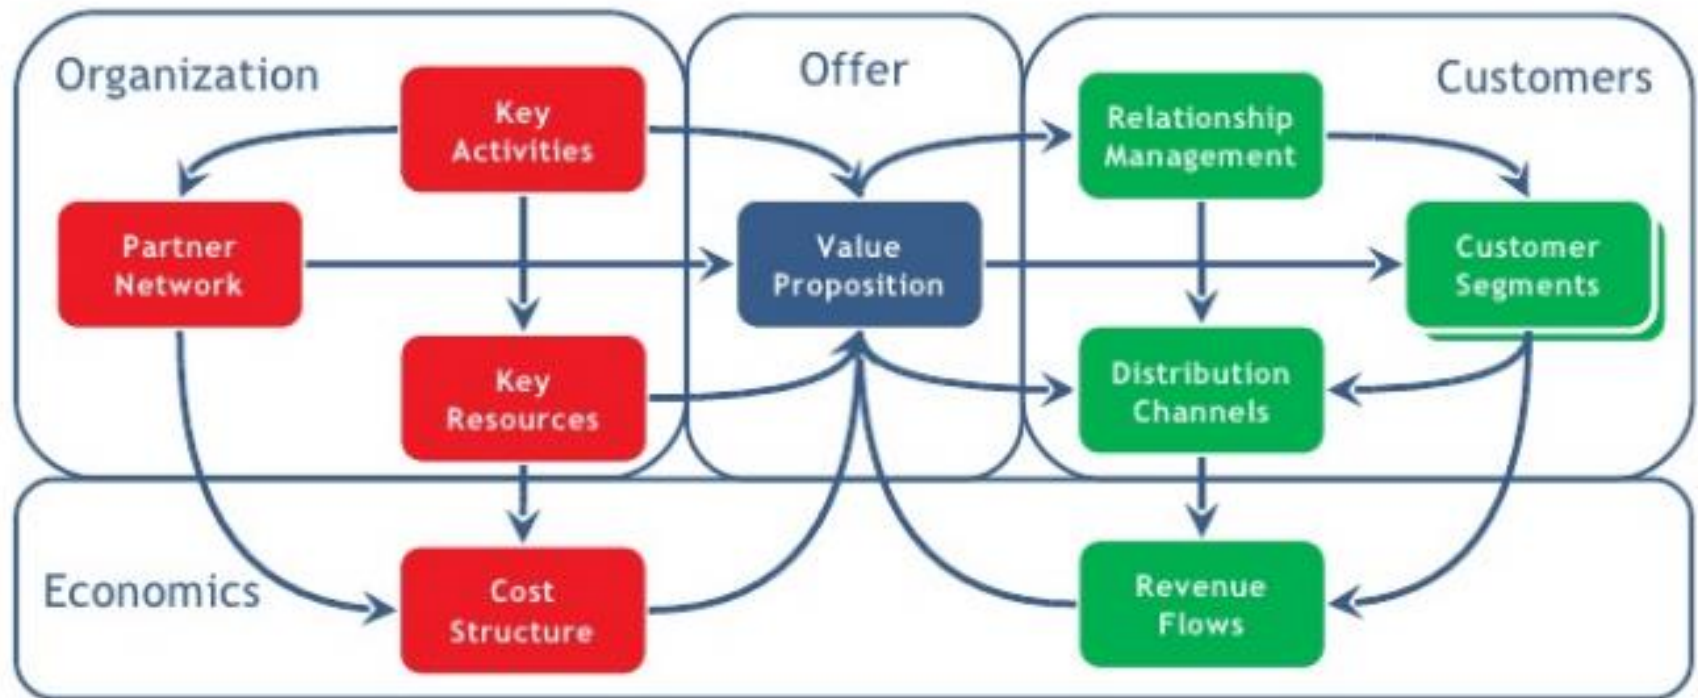 Organization
Offer
Customers
Key
Activities
Relationship
Management
Partner
Network
Value
Proposition
Customer
Segments
Key
Resources
Distribution
Channels
Economics
Cost
Structure
Revenue
Flows